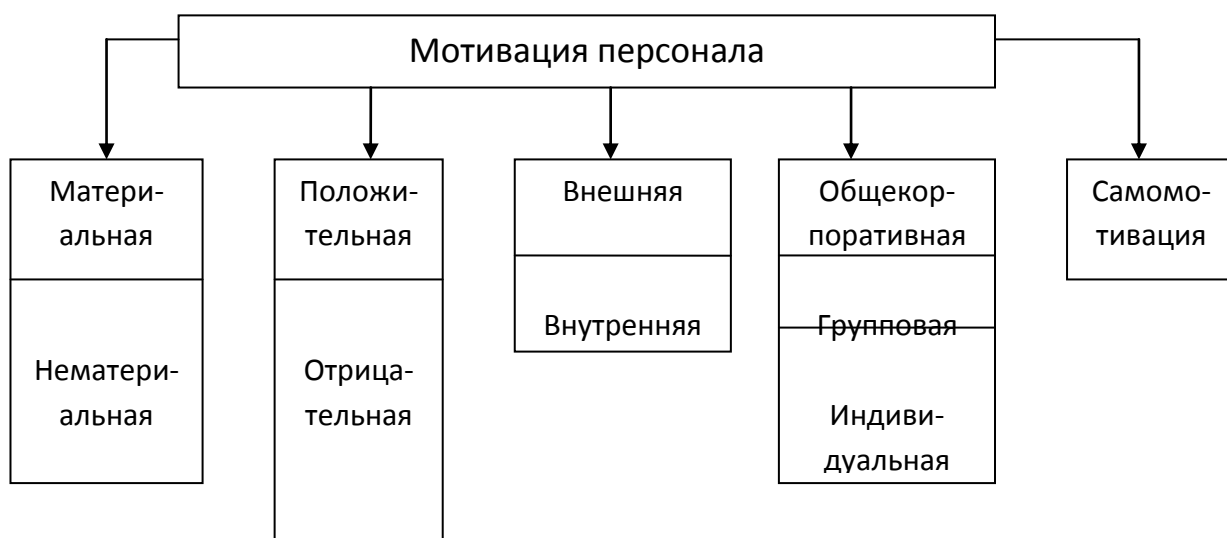 Мотивация персонала
Матери-
альная
Нематери-
альная
Положи-
тельная
Отрица-
тельная
Внешняя
Внутренняя
Общекор-
поративная
Групповая
Индиви-
дуальная
Самомо-
тивация